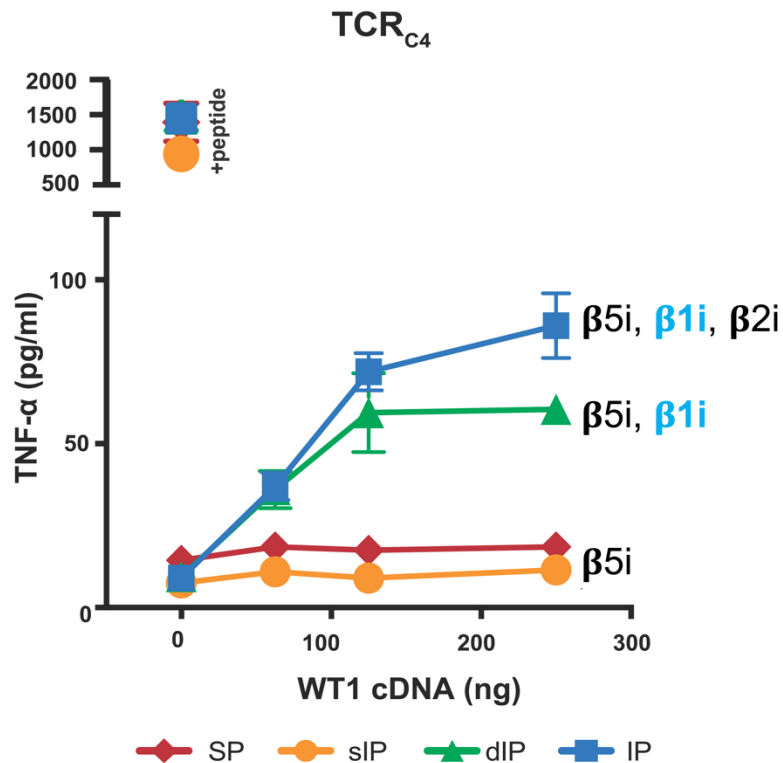 TCRC4
2000
1500
1000
500
+peptide
100
50
0
TNF-α (pg/ml)
β5i, β1i, β2i
β5i, β1i
β5i
0 100 200 300
WT1 cDNA (ng)
SP sIP dIP IP